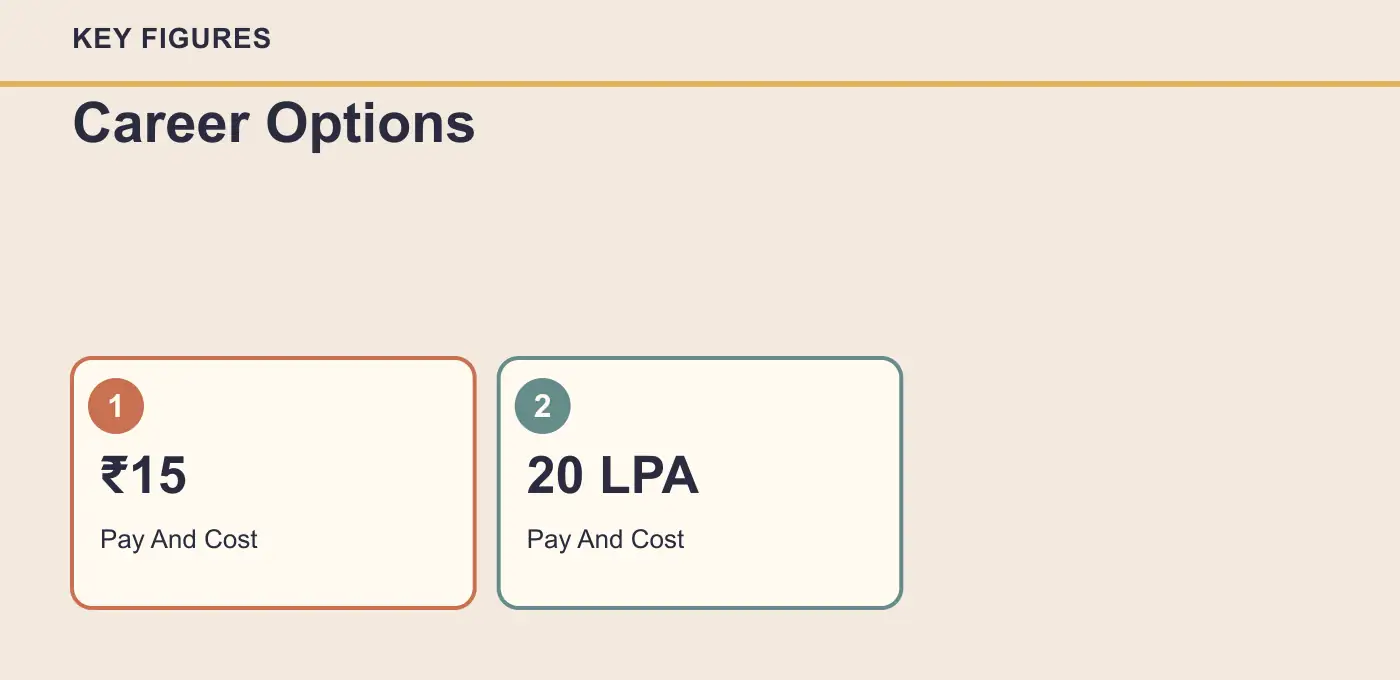 KEY FIGURES
Career Options
1
₹15
Pay And Cost
2
20 LPA
Pay And Cost